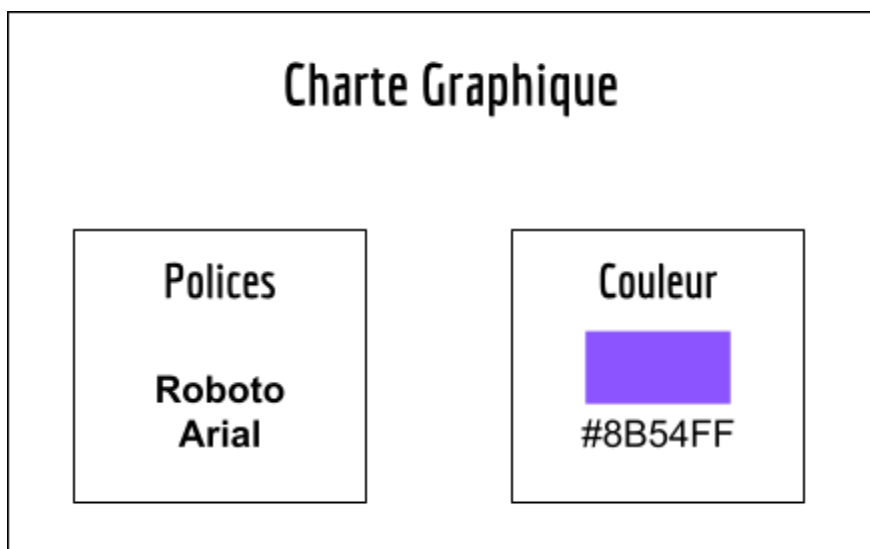 Charte Graphique
Polices
Roboto
Arial
Couleur
#8B54FF